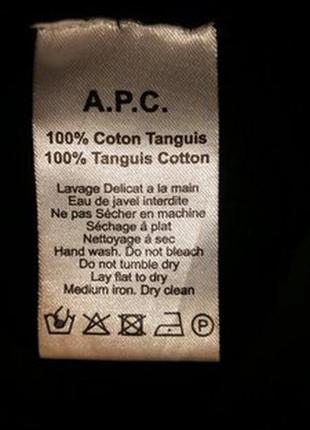 A.P.C.
100% Coton Tanguis
100% Tanguis Cotton
Lavage Delicat a la main
Eau de javel interdite
Ne pas Sécher en machine
Séchage á plat
Nettoyage á sec
Hand wash. Do not bleach
Do not tumble dry
Lay flat to dry
Medium iron. Dry clean
P